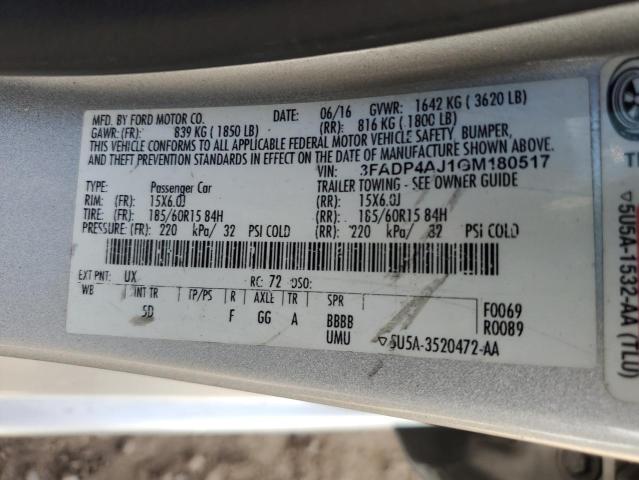 MFD. BY FORD MOTOR CO. DATE: 06/16 GVWR: 1642 KG ( 3620 LB)
GAWR: (FR): 839 KG ( 1850 LB) (RR): 816 KG ( 1800 LB)
THIS VEHICLE CONFORMS TO ALL APPLICABLE FEDERAL MOTOR VEHICLE SAFETY, BUMPER,
AND THEFT PREVENTION STANDARDS IN EFFECT ON THE DATE OF MANUFACTURE SHOWN ABOVE.
VIN: 3FADP4AJ1GM180517
TYPE: Passenger Car TRAILER TOWING - SEE OWNER GUIDE
RIM: (FR): 15X6.0J (RR): 15X6.0J
TIRE: (FR): 185/60R15 84H (RR): 185/60R15 84H
PRESSURE: (FR): 220 kPa/ 32 PSI COLD (RR): 220 kPa/ 32 PSI COLD
EXT PNT: UX RC: 72 DSO:
WB INT TR TP/PS R AXLE TR SPR F0069
5D F GG A BBBB R0089
UMU ▽5U5A-3520472-AA
▽5U5A-1532-AA (TLU)